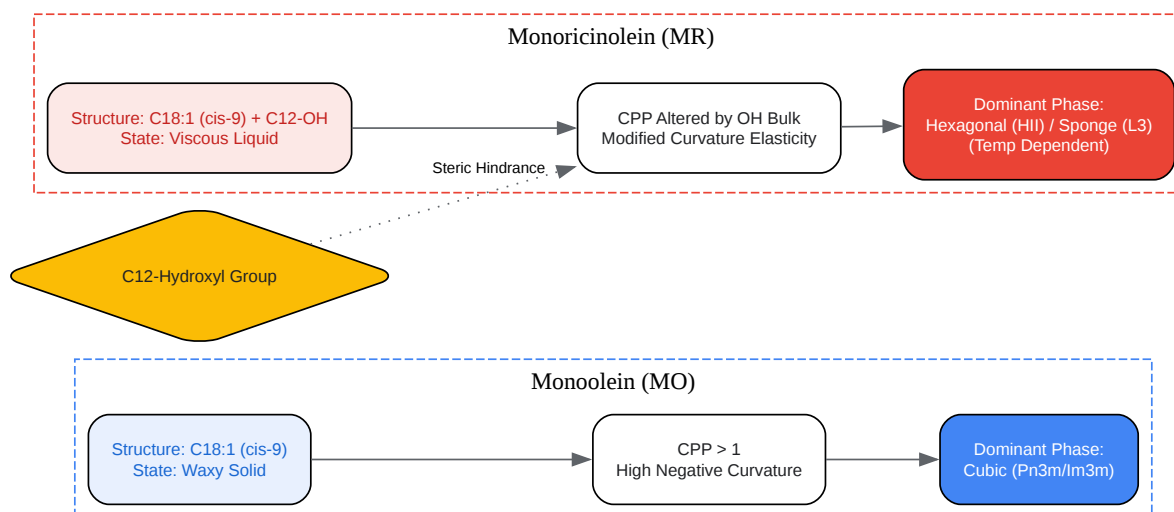 Monoricinolein (MR)
Structure: C18:1 (cis-9) + C12-OH
State: Viscous Liquid
CPP Altered by OH Bulk
Modified Curvature Elasticity
Dominant Phase:
Hexagonal (HII) / Sponge (L3)
(Temp Dependent)
Steric Hindrance
C12-Hydroxyl Group
Monoolein (MO)
Structure: C18:1 (cis-9)
State: Waxy Solid
CPP > 1
High Negative Curvature
Dominant Phase:
Cubic (Pn3m/Im3m)